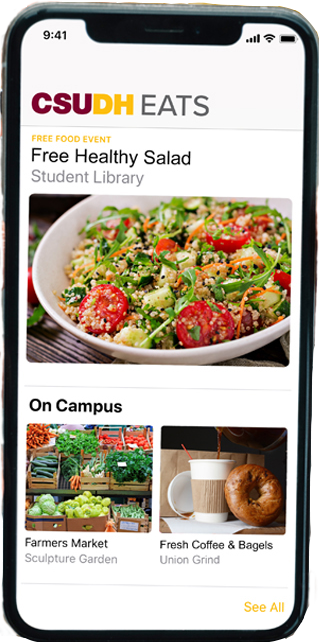 9:41
CSUDH EATS
FREE FOOD EVENT
Free Healthy Salad
Student Library
On Campus
Farmers Market
Sculpture Garden
Fresh Coffee & Bagels
Union Grind
See All